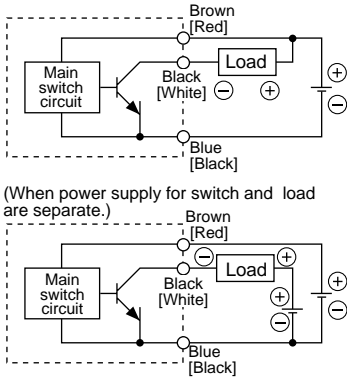 Brown
[Red]
Main
switch
circuit
Load
Black
[White]
⊖ ⊕
⊕
⊖
Blue
[Black]
(When power supply for switch and load
are separate.)
Brown
[Red]
Main
switch
circuit
⊖ Load ⊕
Black
[White]
⊕
⊖
⊕
⊖
Blue
[Black]